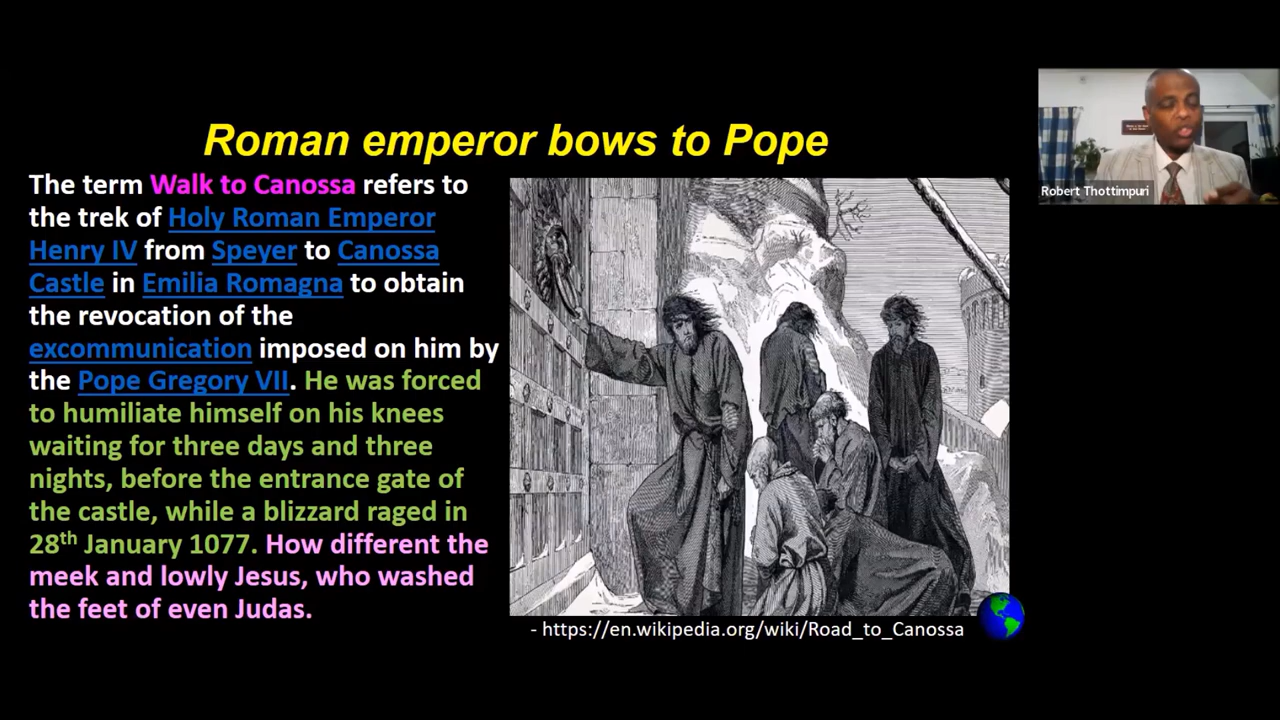 Roman emperor bows to Pope
The term Walk to Canossa refers to
the trek of Holy Roman Emperor
Henry IV from Speyer to Canossa
Castle in Emilia Romagna to obtain
the revocation of the
excommunication imposed on him by
the Pope Gregory VII. He was forced
to humiliate himself on his knees
waiting for three days and three
nights, before the entrance gate of
the castle, while a blizzard raged in
28th January 1077. How different the
meek and lowly Jesus, who washed
the feet of even Judas.
- https://en.wikipedia.org/wiki/Road_to_Canossa
Robert Thottimpuri